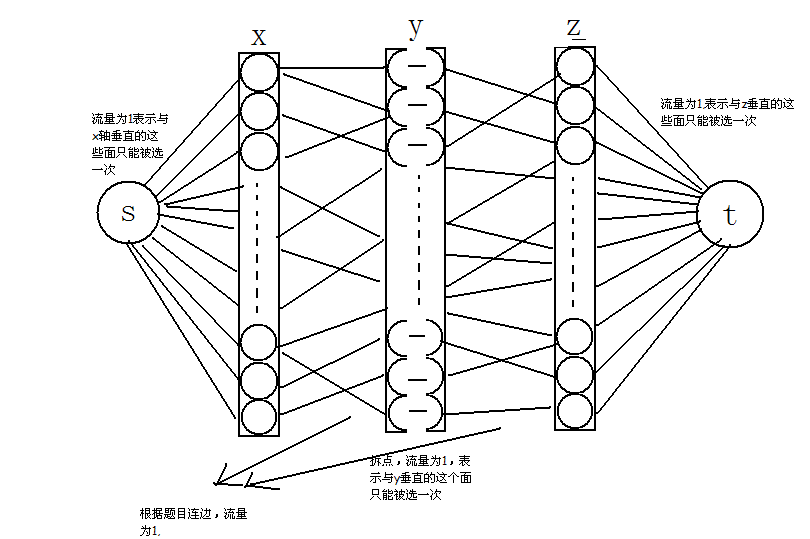 x
y
z
流量为1表示与
x轴垂直的这
些面只能被选
一次
流量为1,表示与z垂直的这
些面只能被选一次
s
t
拆点，流量为1，表
示与y垂直的这个面
只能被选一次
根据题目连边，流量
为1.